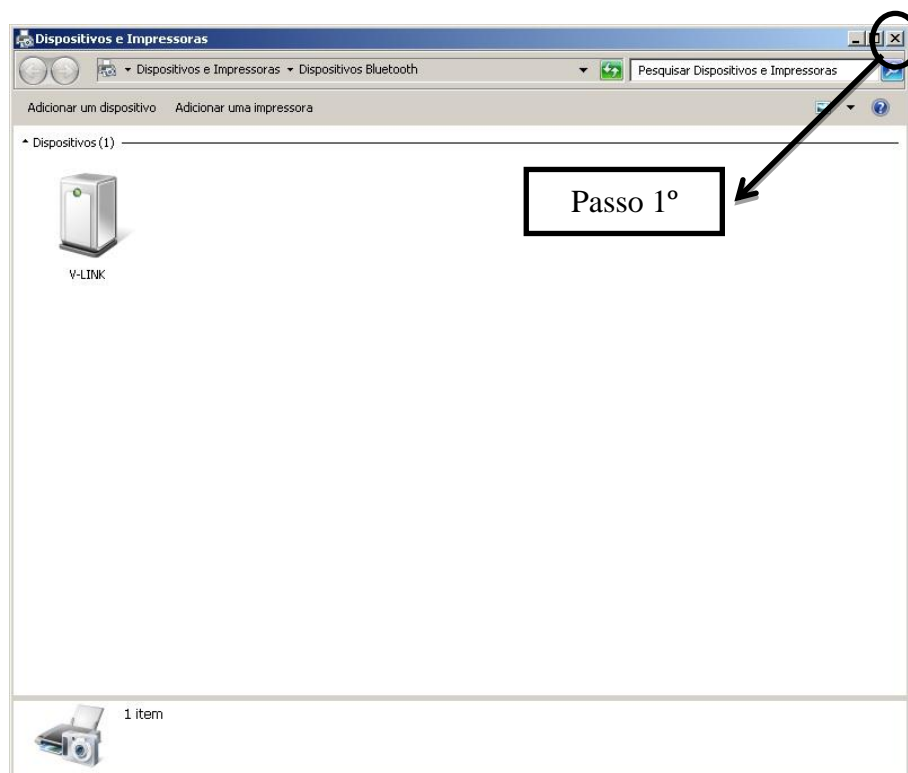 Dispositivos e Impressoras
Dispositivos e Impressoras Dispositivos Bluetooth
Pesquisar Dispositivos e Impressoras
Adicionar um dispositivo Adicionar uma impressora
Dispositivos (1)
Passo 1º
V-LINK
1 item